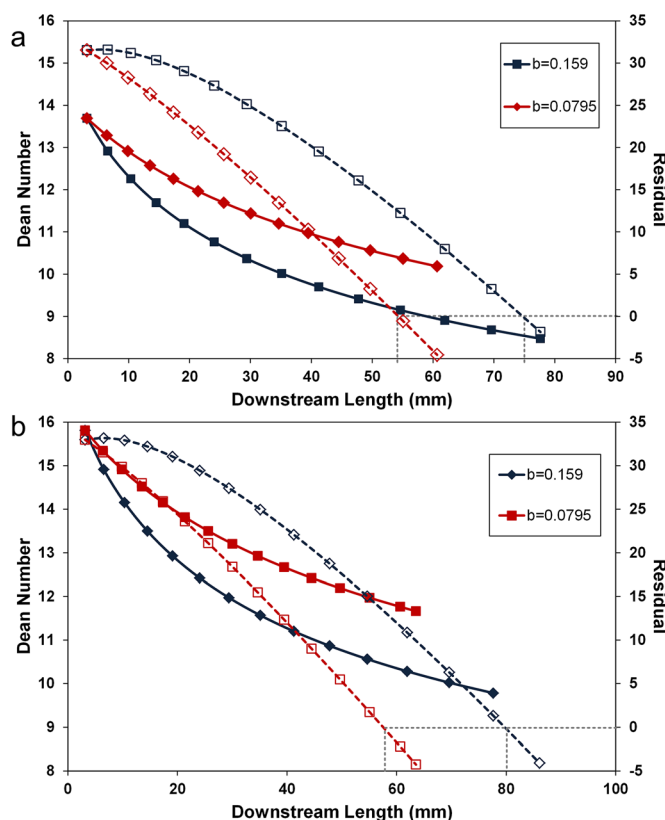 a
16
15
14
13
12
11
10
9
8
Dean Number
35
30
25
20
15
10
5
0
-5
Residual
b=0.159
b=0.0795
0 10 20 30 40 50 60 70 80 90
Downstream Length (mm)
b
16
15
14
13
12
11
10
9
8
Dean Number
35
30
25
20
15
10
5
0
-5
Residual
b=0.159
b=0.0795
0 20 40 60 80 100
Downstream Length (mm)